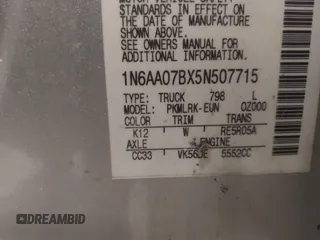 MOTOR VEHICLE SAFETY
STANDARDS IN EFFECT ON
THE DATE OF MANUFACTURE
SHOWN ABOVE.
SEE OWNERS MANUAL FOR
ADDITIONAL INFORMATION.
1N6AA07BX5N507715
TYPE: TRUCK 798 L
MODEL: PKMLRK-EUN OZ000
COLOR TRIM TRANS
K12 W RE5R05A
AXLE ENGINE
CC33 VK56DE 5552CC
DREAMBID